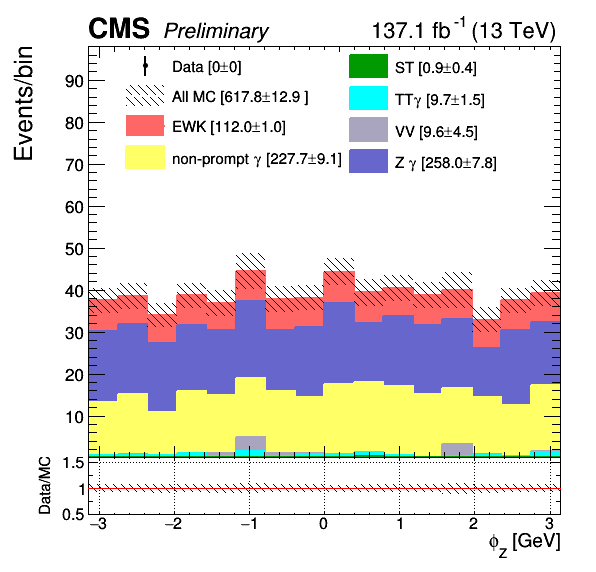 CMS Preliminary 137.1 fb⁻¹ (13 TeV)
Events/bin
Data [0±0]
All MC [617.8±12.9 ]
EWK [112.0±1.0]
non-prompt γ [227.7±9.1]
ST [0.9±0.4]
TTγ [9.7±1.5]
VV [9.6±4.5]
Z γ [258.0±7.8]
90
80
70
60
50
40
30
20
10
Data/MC
1.5
1
0.5
−3 −2 −1 0 1 2 3
ϕz [GeV]